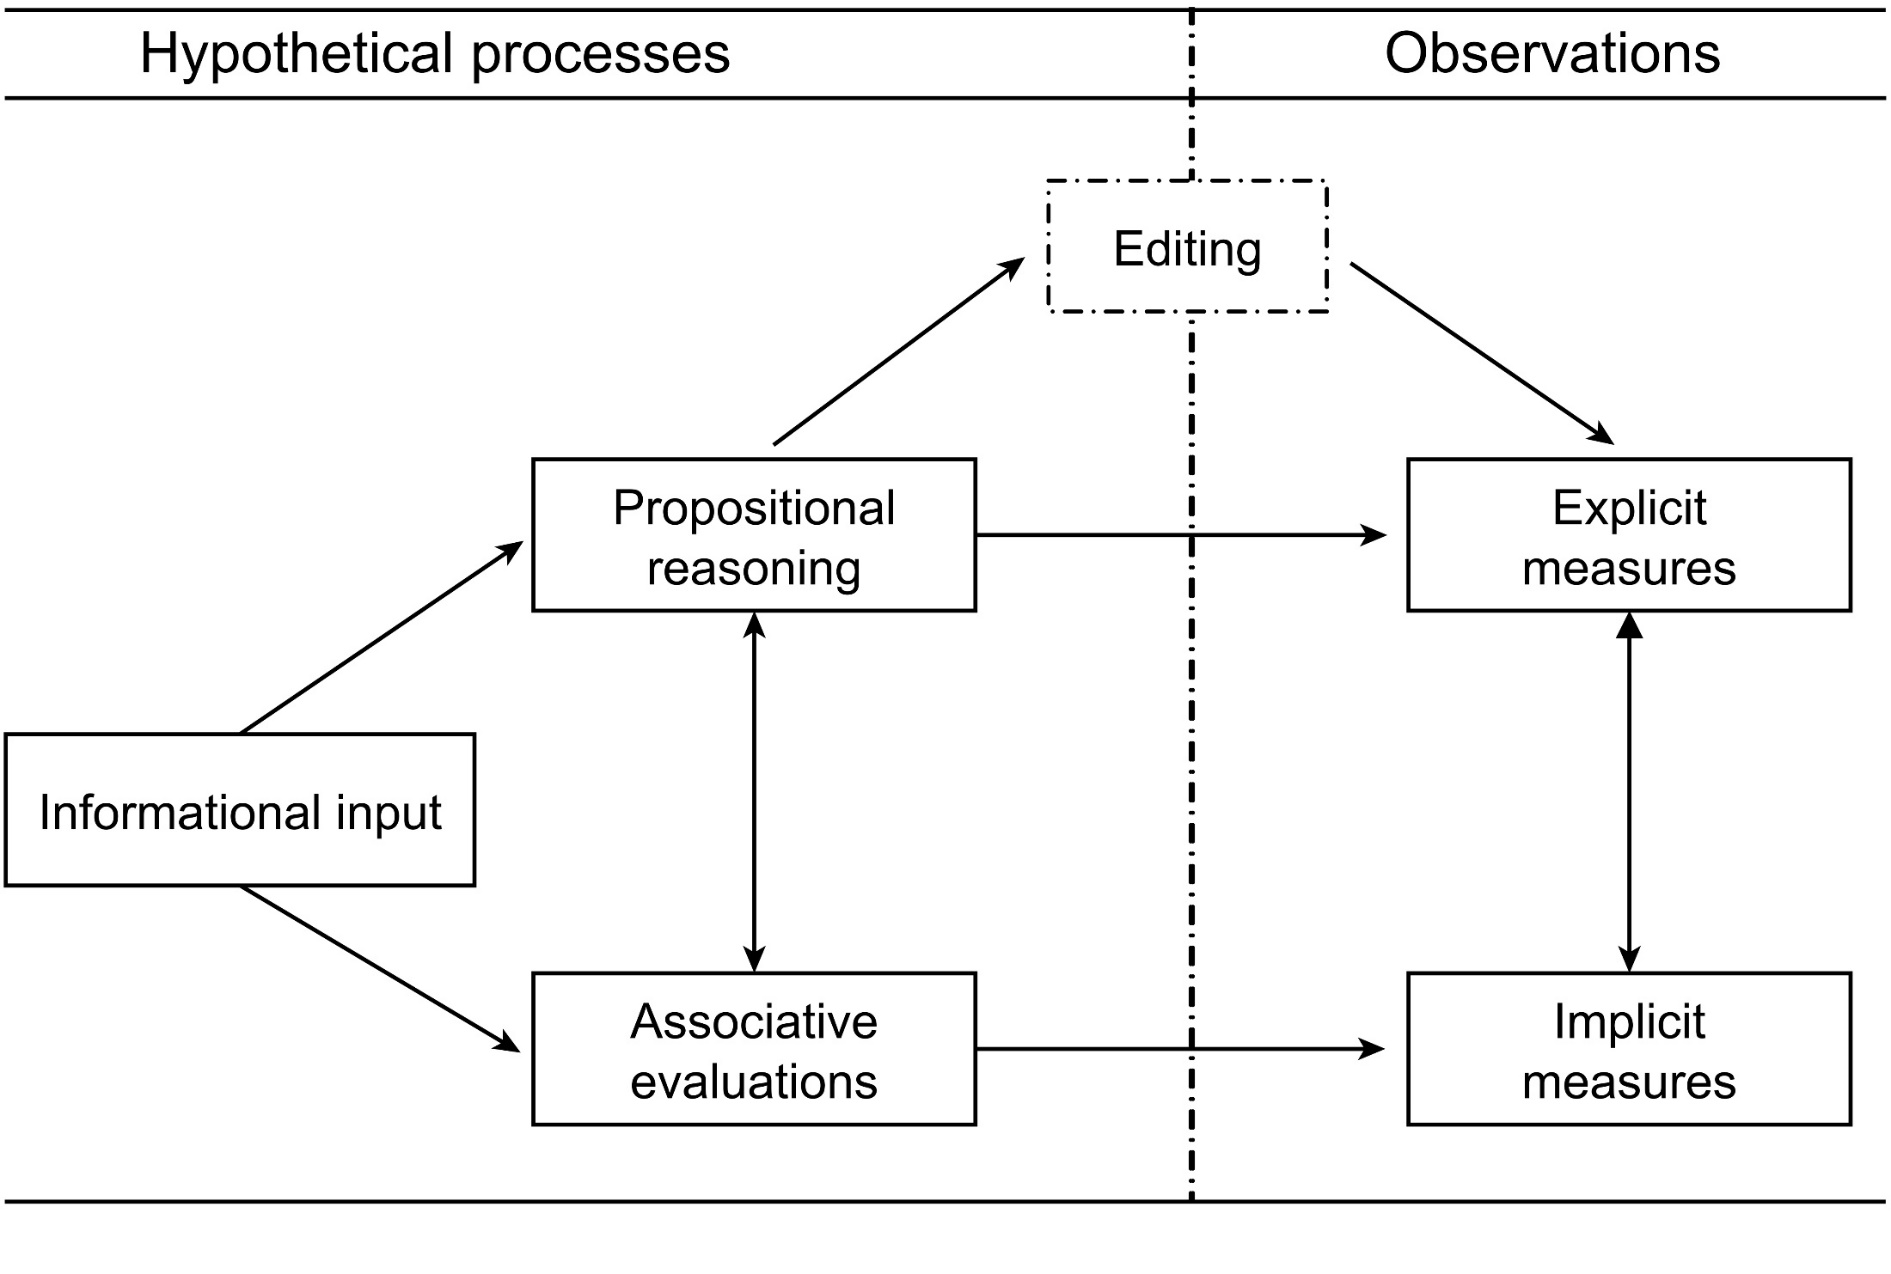 Hypothetical processes
Observations
Editing
Propositional
reasoning
Explicit
measures
Informational input
Associative
evaluations
Implicit
measures